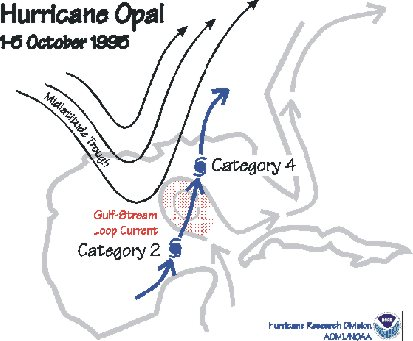 Hurricane Opal
1-5 October 1995
Midlatitude Trough
Category 4
Gulf-Stream
Loop Current
Category 2
Hurricane Research Division
AOML/NOAA